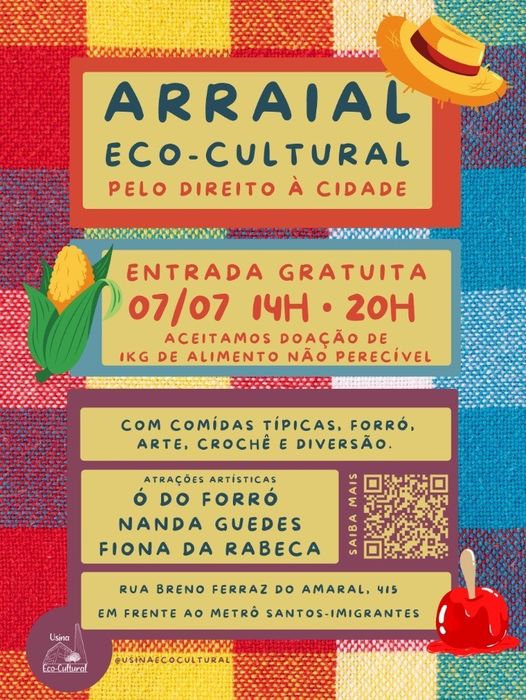 ARRAIAL
ECO-CULTURAL
PELO DIREITO À CIDADE
ENTRADA GRATUITA
07/07 14H • 20H
ACEITAMOS DOAÇÃO DE
1KG DE ALIMENTO NÃO PERECÍVEL
COM COMÍDAS TÍPICAS, FORRÓ,
ARTE, CROCHÊ E DIVERSÃO.
ATRAÇÕES ARTÍSTICAS
Ó DO FORRÓ
NANDA GUEDES
FIONA DA RABECA
SAIBA MAIS
RUA BRENO FERRAZ DO AMARAL, 415
EM FRENTE AO METRÔ SANTOS-IMIGRANTES
Usina
Eco-Cultural
@USINAECOCULTURAL